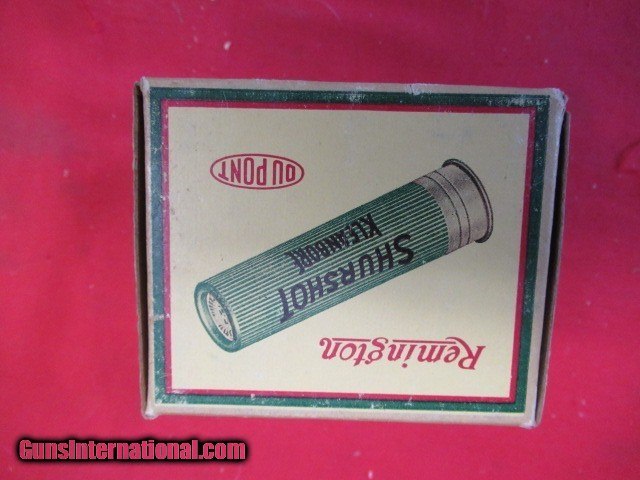 Remington
SHURSHOT
KLEANBORE
DU PONT
GunsInternational.com